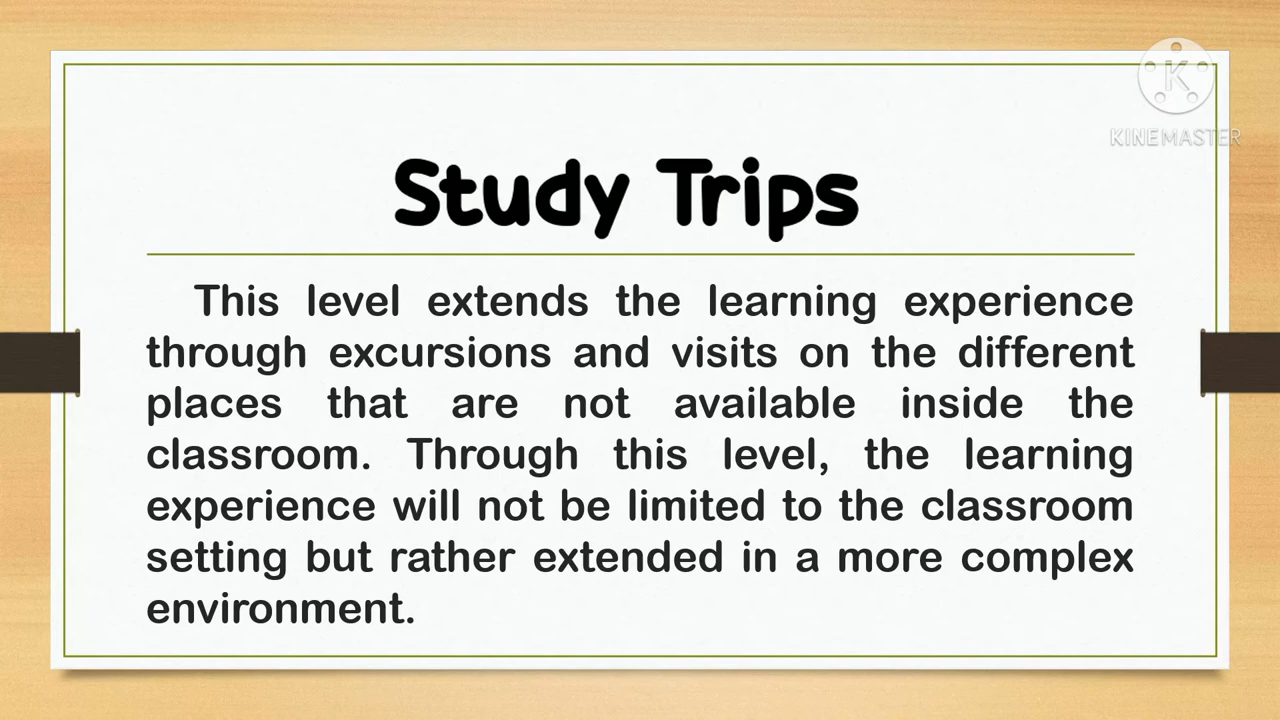 K
KINEMASTER
Study Trips
This level extends the learning experience
through excursions and visits on the different
places that are not available inside the
classroom. Through this level, the learning
experience will not be limited to the classroom
setting but rather extended in a more complex
environment.